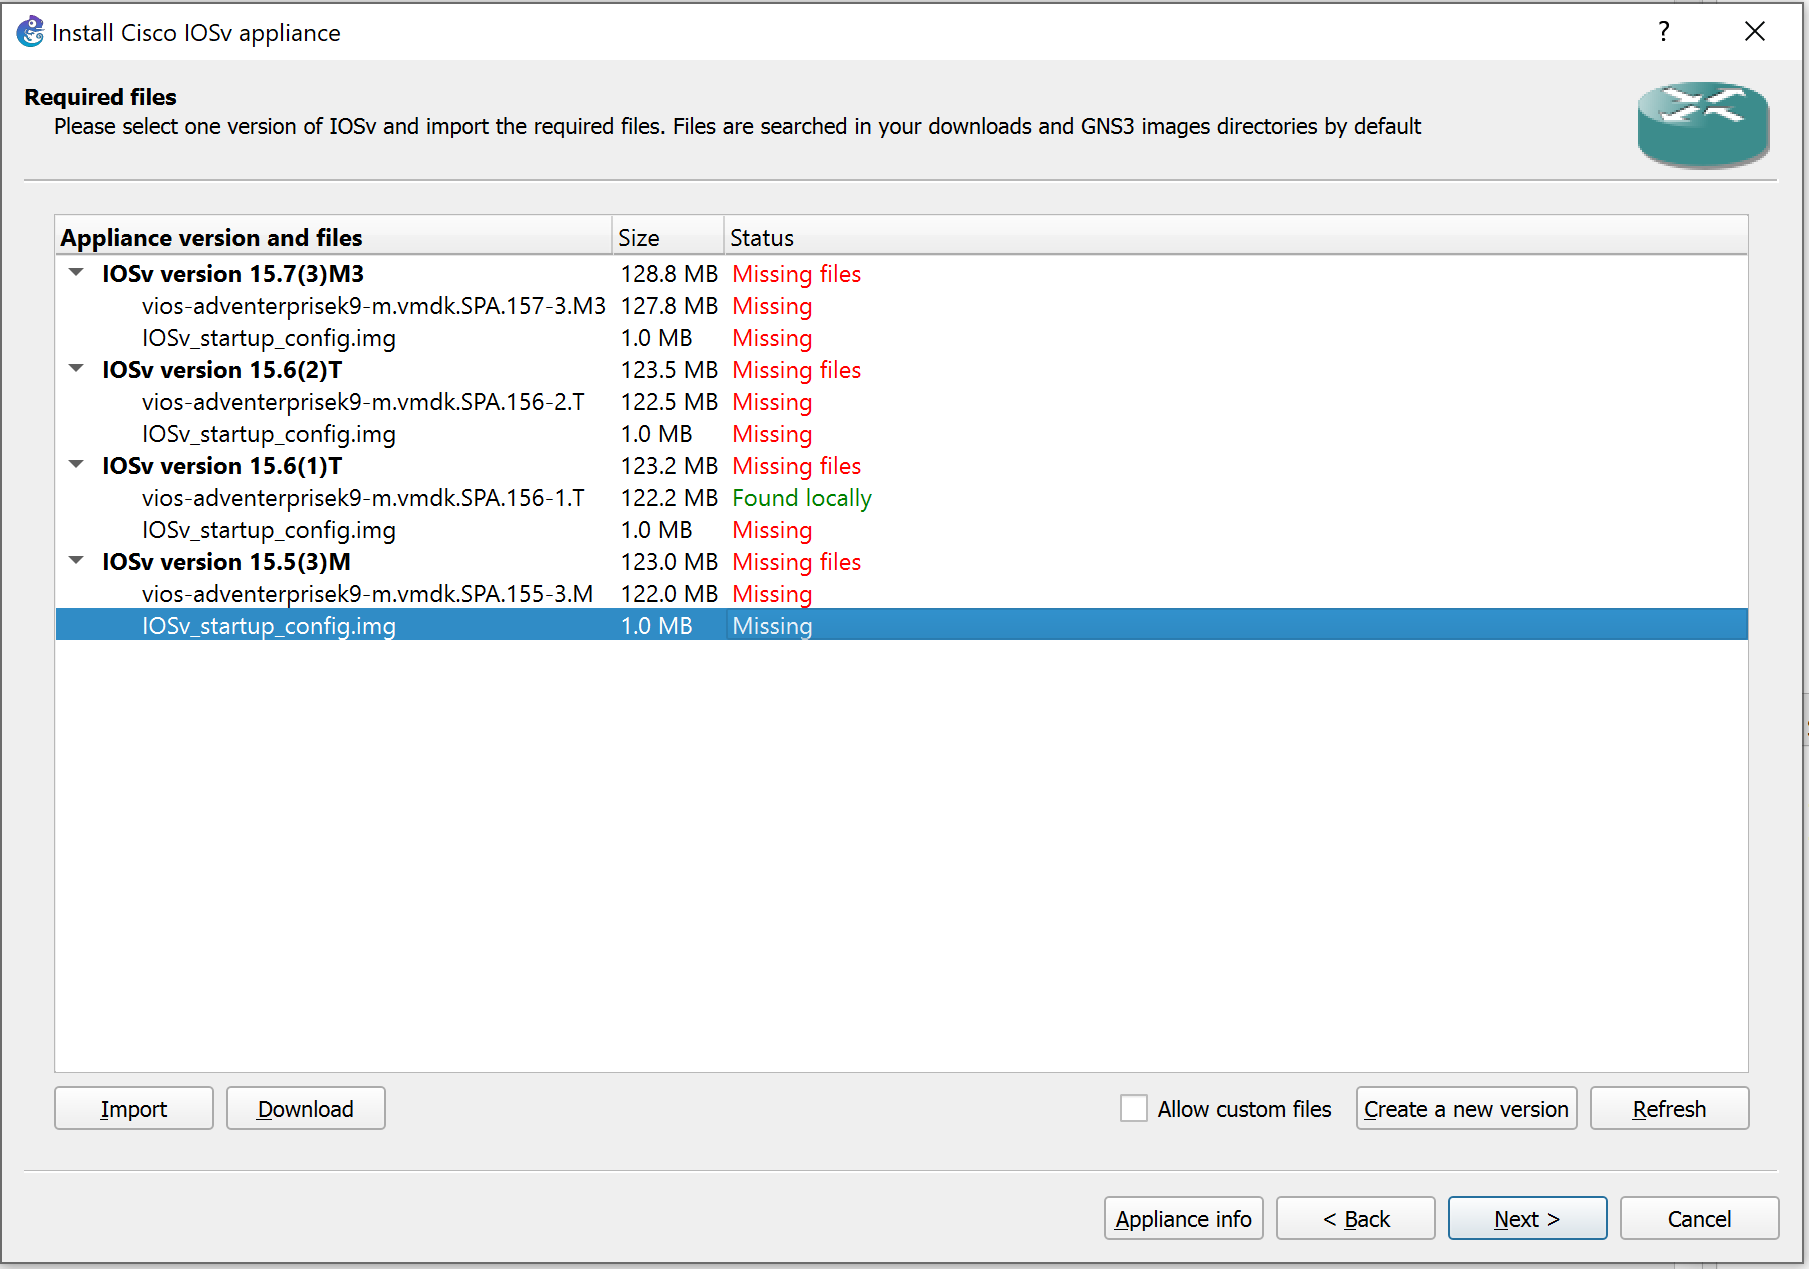 Install Cisco IOSv appliance
?
Required files
Please select one version of IOSv and import the required files. Files are searched in your downloads and GNS3 images directories by default
Appliance version and files Size Status
IOSv version 15.7(3)M3 128.8 MB Missing files
vios-adventerprisek9-m.vmdk.SPA.157-3.M3 127.8 MB Missing
IOSv_startup_config.img 1.0 MB Missing
IOSv version 15.6(2)T 123.5 MB Missing files
vios-adventerprisek9-m.vmdk.SPA.156-2.T 122.5 MB Missing
IOSv_startup_config.img 1.0 MB Missing
IOSv version 15.6(1)T 123.2 MB Missing files
vios-adventerprisek9-m.vmdk.SPA.156-1.T 122.2 MB Found locally
IOSv_startup_config.img 1.0 MB Missing
IOSv version 15.5(3)M 123.0 MB Missing files
vios-adventerprisek9-m.vmdk.SPA.155-3.M 122.0 MB Missing
IOSv_startup_config.img 1.0 MB Missing
Import Download Allow custom files Create a new version Refresh
Appliance info < Back Next > Cancel